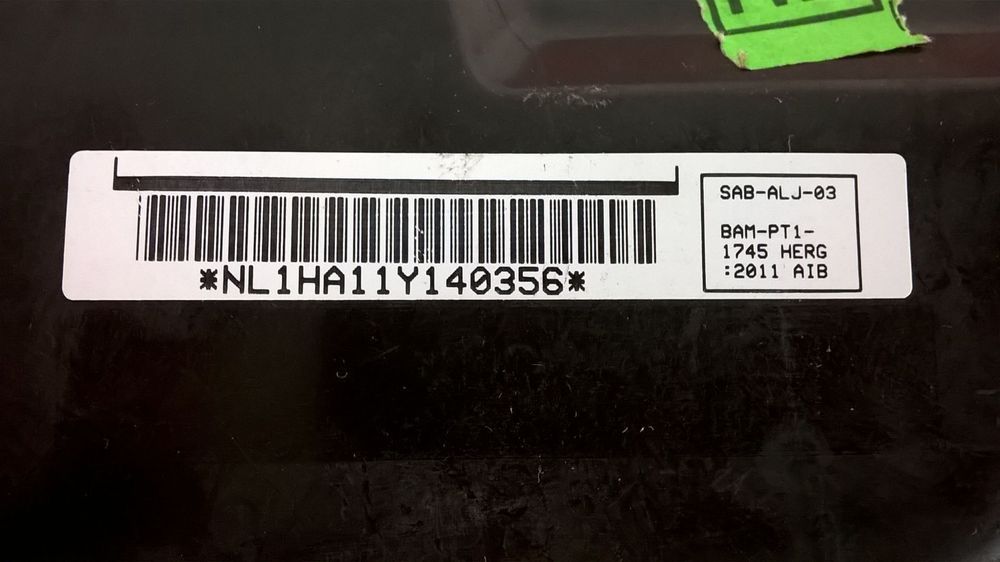 *NL1HA11Y140356*
SAB-ALJ-03
BAM-PT1-
1745 HERG
:2011 AIB